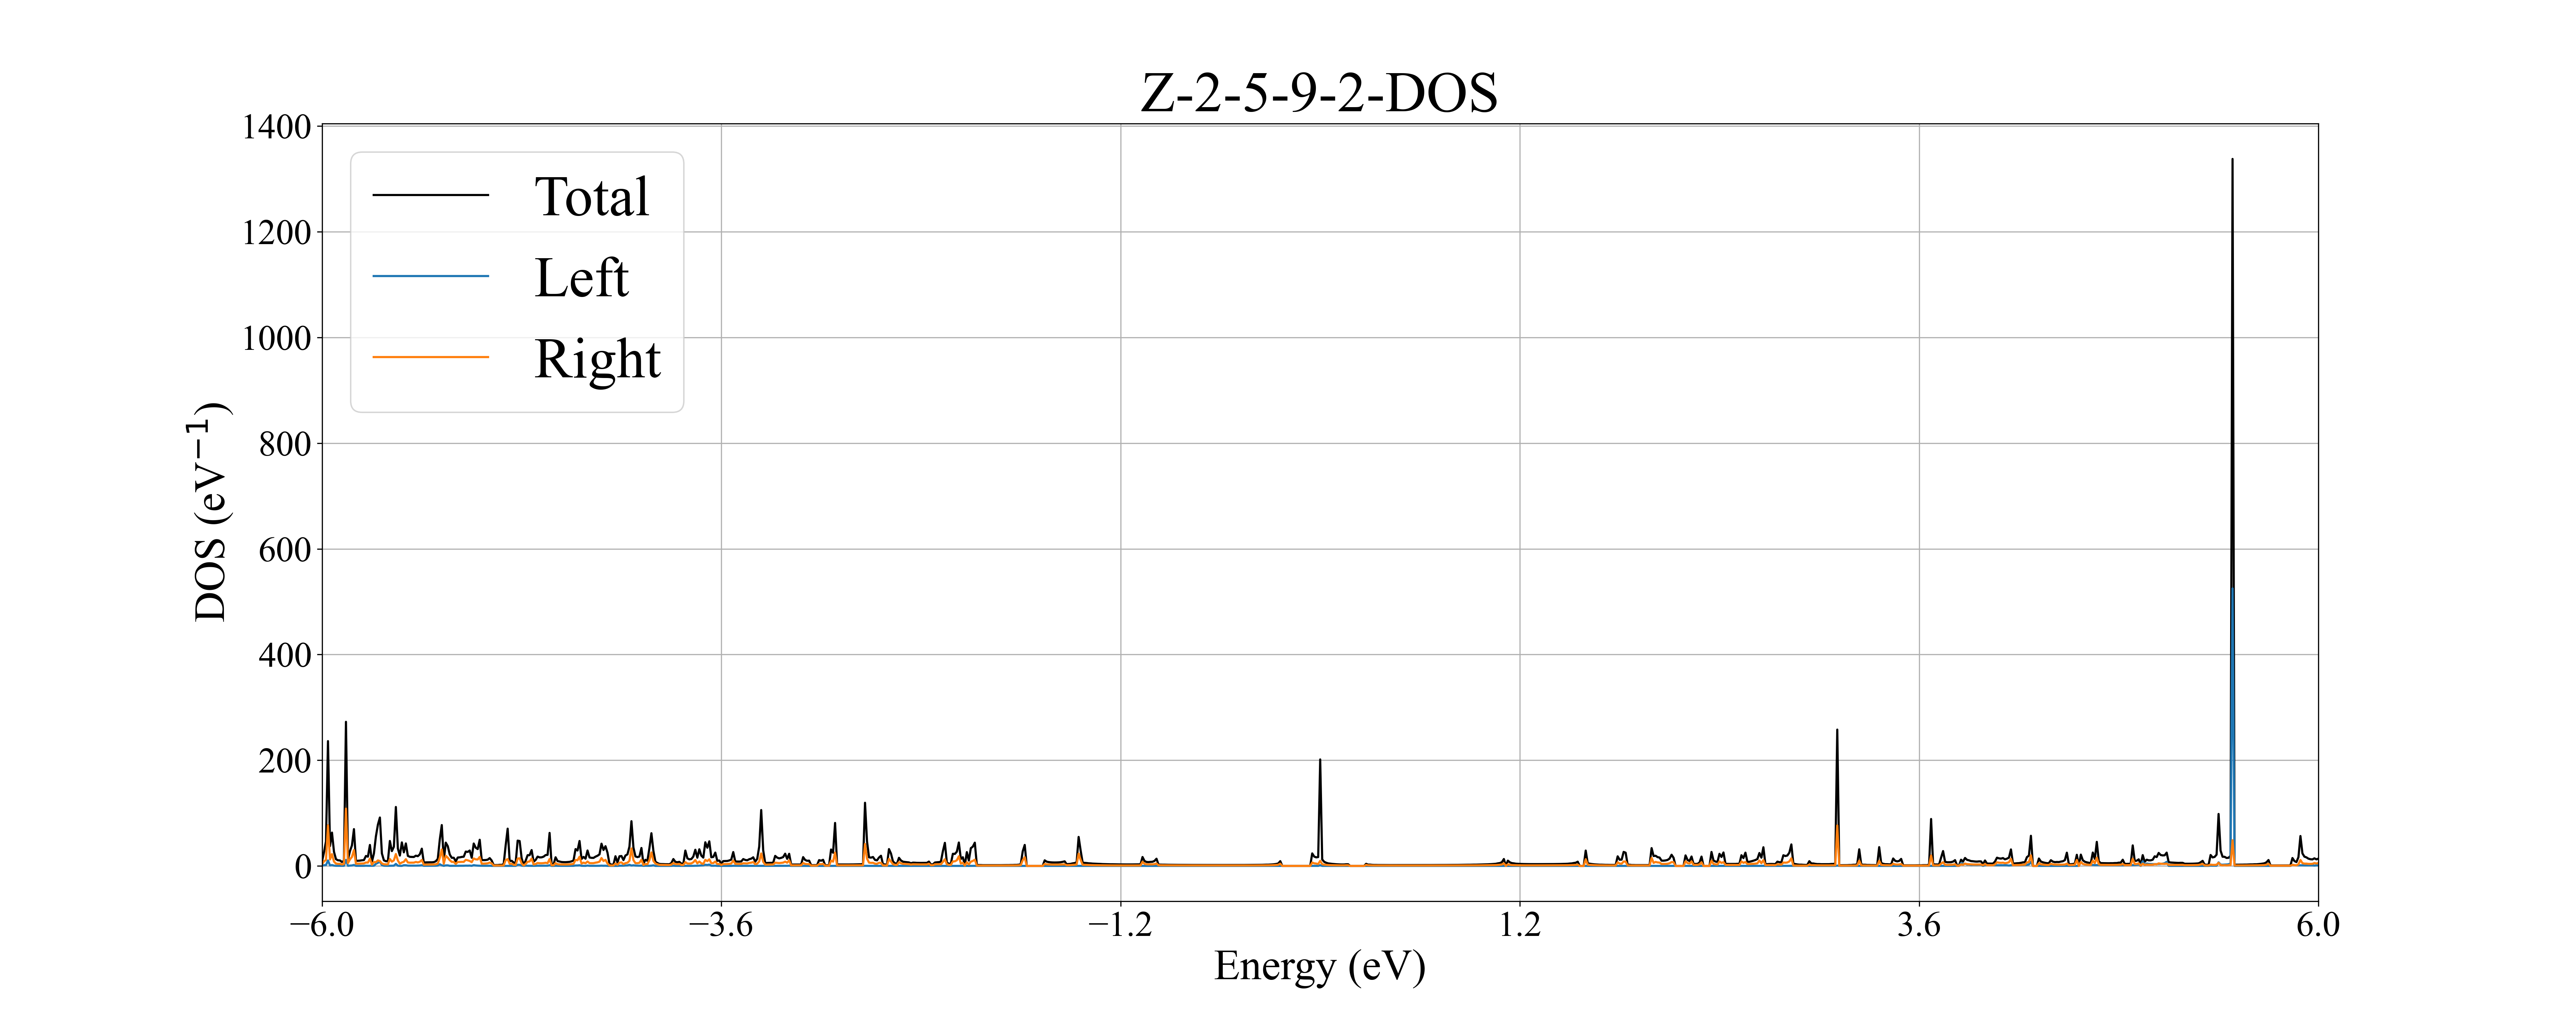 Z-2-5-9-2-DOS
1400
1200
1000
800
600
400
200
0
DOS (eV⁻¹)
Total
Left
Right
−6.0
−3.6
−1.2
1.2
3.6
6.0
Energy (eV)